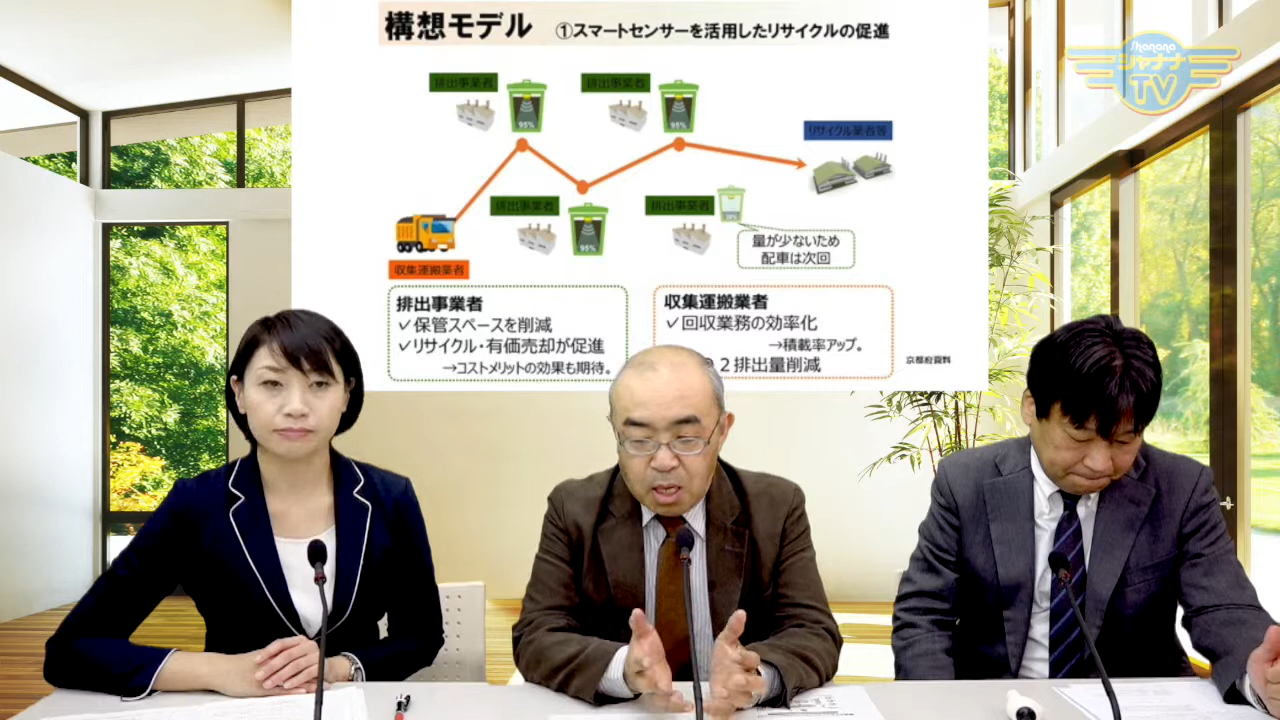 構想モデル ①スマートセンサーを活用したリサイクルの促進
Shanana
シャナナ
TV
排出事業者
95%
排出事業者
95%
リサイクル業者等
排出事業者
95%
排出事業者
量が少ないため
配車は次回
収集運搬業者
排出事業者
✓保管スペースを削減
✓リサイクル・有価売却が促進
→コストメリットの効果も期待。
収集運搬業者
✓回収業務の効率化
→積載率アップ。
2排出量削減
京都府資料